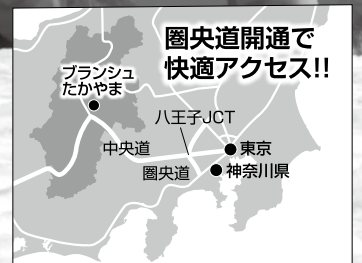 圏央道開通で
快適アクセス!!
ブランシュ
たかやま
八王子JCT
中央道
東京
圏央道
神奈川県